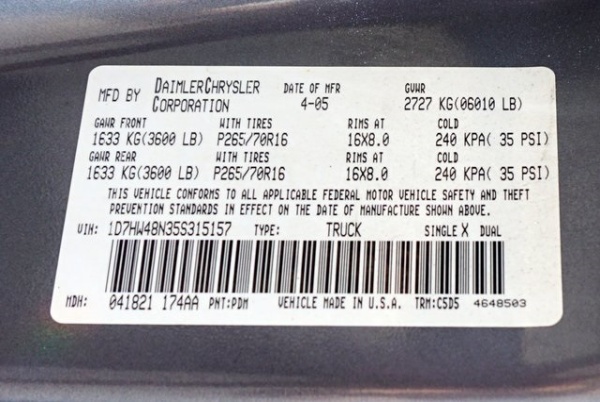 MFD BY DAIMLERCHRYSLER CORPORATION DATE OF MFR 4-05 GVWR 2727 KG(06010 LB)
GAWR FRONT WITH TIRES RIMS AT COLD
1633 KG(3600 LB) P265/70R16 16X8.0 240 KPA( 35 PSI)
GAWR REAR WITH TIRES RIMS AT COLD
1633 KG(3600 LB) P265/70R16 16X8.0 240 KPA( 35 PSI)
THIS VEHICLE CONFORMS TO ALL APPLICABLE FEDERAL MOTOR VEHICLE SAFETY AND THEFT
PREVENTION STANDARDS IN EFFECT ON THE DATE OF MANUFACTURE SHOWN ABOVE.
VIN: 1D7HW48N35S315157 TYPE: TRUCK SINGLE X DUAL
MDH: 041821 174AA PNT:PDM VEHICLE MADE IN U.S.A. TRM:C5D5 4648503